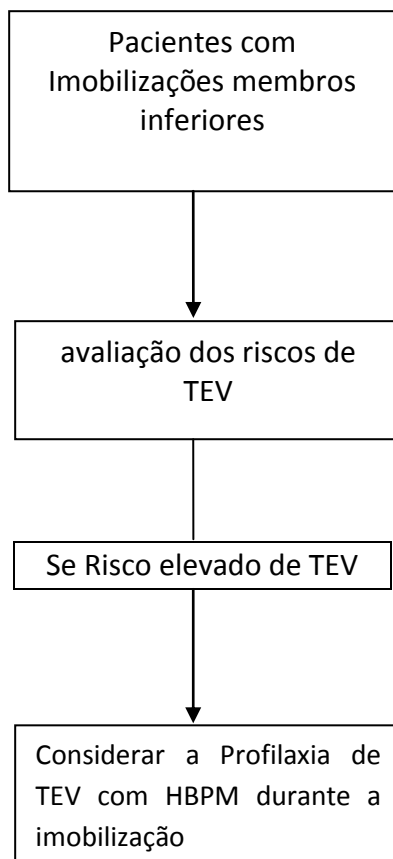 Pacientes com
Imobilizações membros
inferiores
avaliação dos riscos de
TEV
Se Risco elevado de TEV
Considerar a Profilaxia de
TEV com HBPM durante a
imobilização